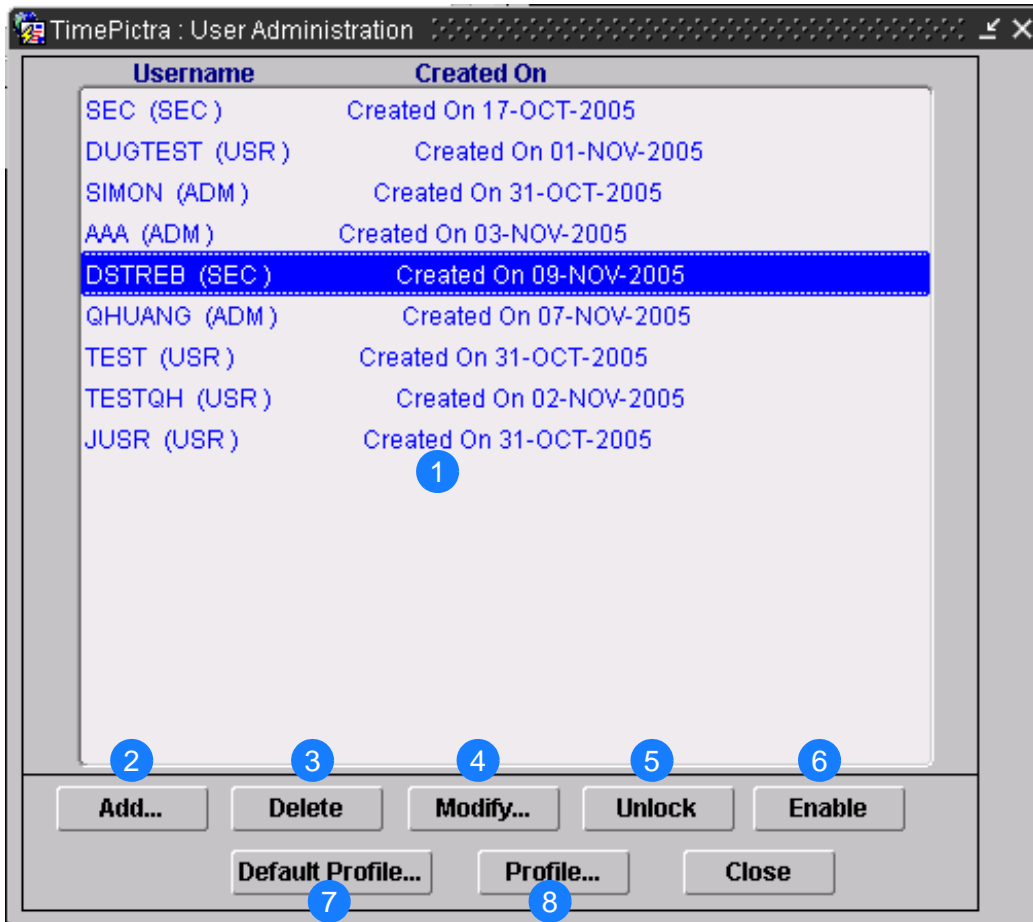 TimePictra : User Administration
Username Created On
SEC (SEC) Created On 17-OCT-2005
DUGTEST (USR) Created On 01-NOV-2005
SIMON (ADM) Created On 31-OCT-2005
AAA (ADM) Created On 03-NOV-2005
DSTREB (SEC) Created On 09-NOV-2005
QHUANG (ADM) Created On 07-NOV-2005
TEST (USR) Created On 31-OCT-2005
TESTQH (USR) Created On 02-NOV-2005
JUSR (USR) Created On 31-OCT-2005
1
2 3 4 5 6
Add... Delete Modify... Unlock Enable
Default Profile... Profile... Close
7 8